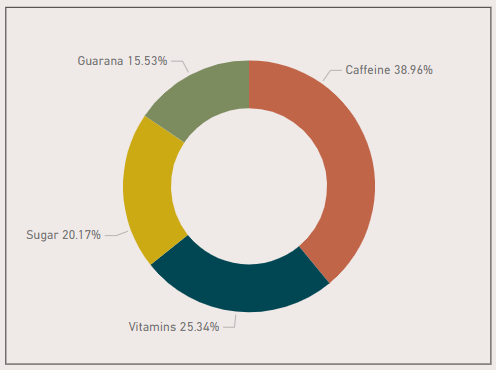 Guarana 15.53%
Caffeine 38.96%
Sugar 20.17%
Vitamins 25.34%